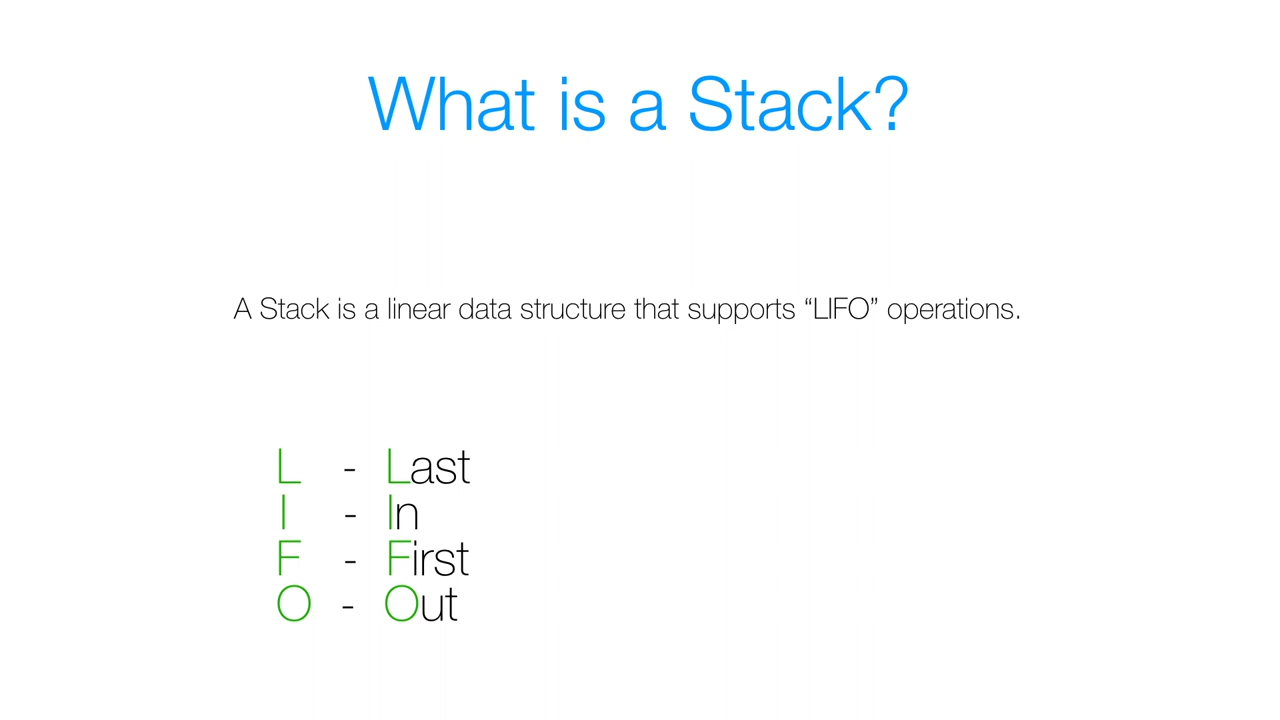 What is a Stack?
A Stack is a linear data structure that supports “LIFO” operations.
L - Last
I - In
F - First
O - Out